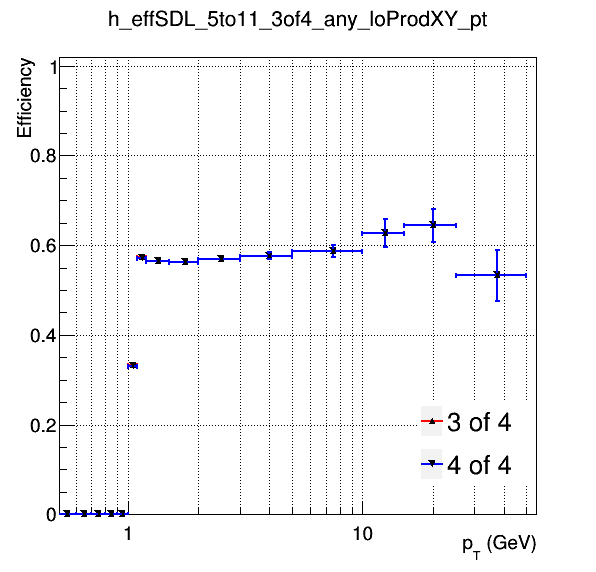 h_effSDL_5to11_3of4_any_loProdXY_pt
Efficiency
1
0.8
0.6
0.4
0.2
0
3 of 4
4 of 4
1
10
p_T (GeV)